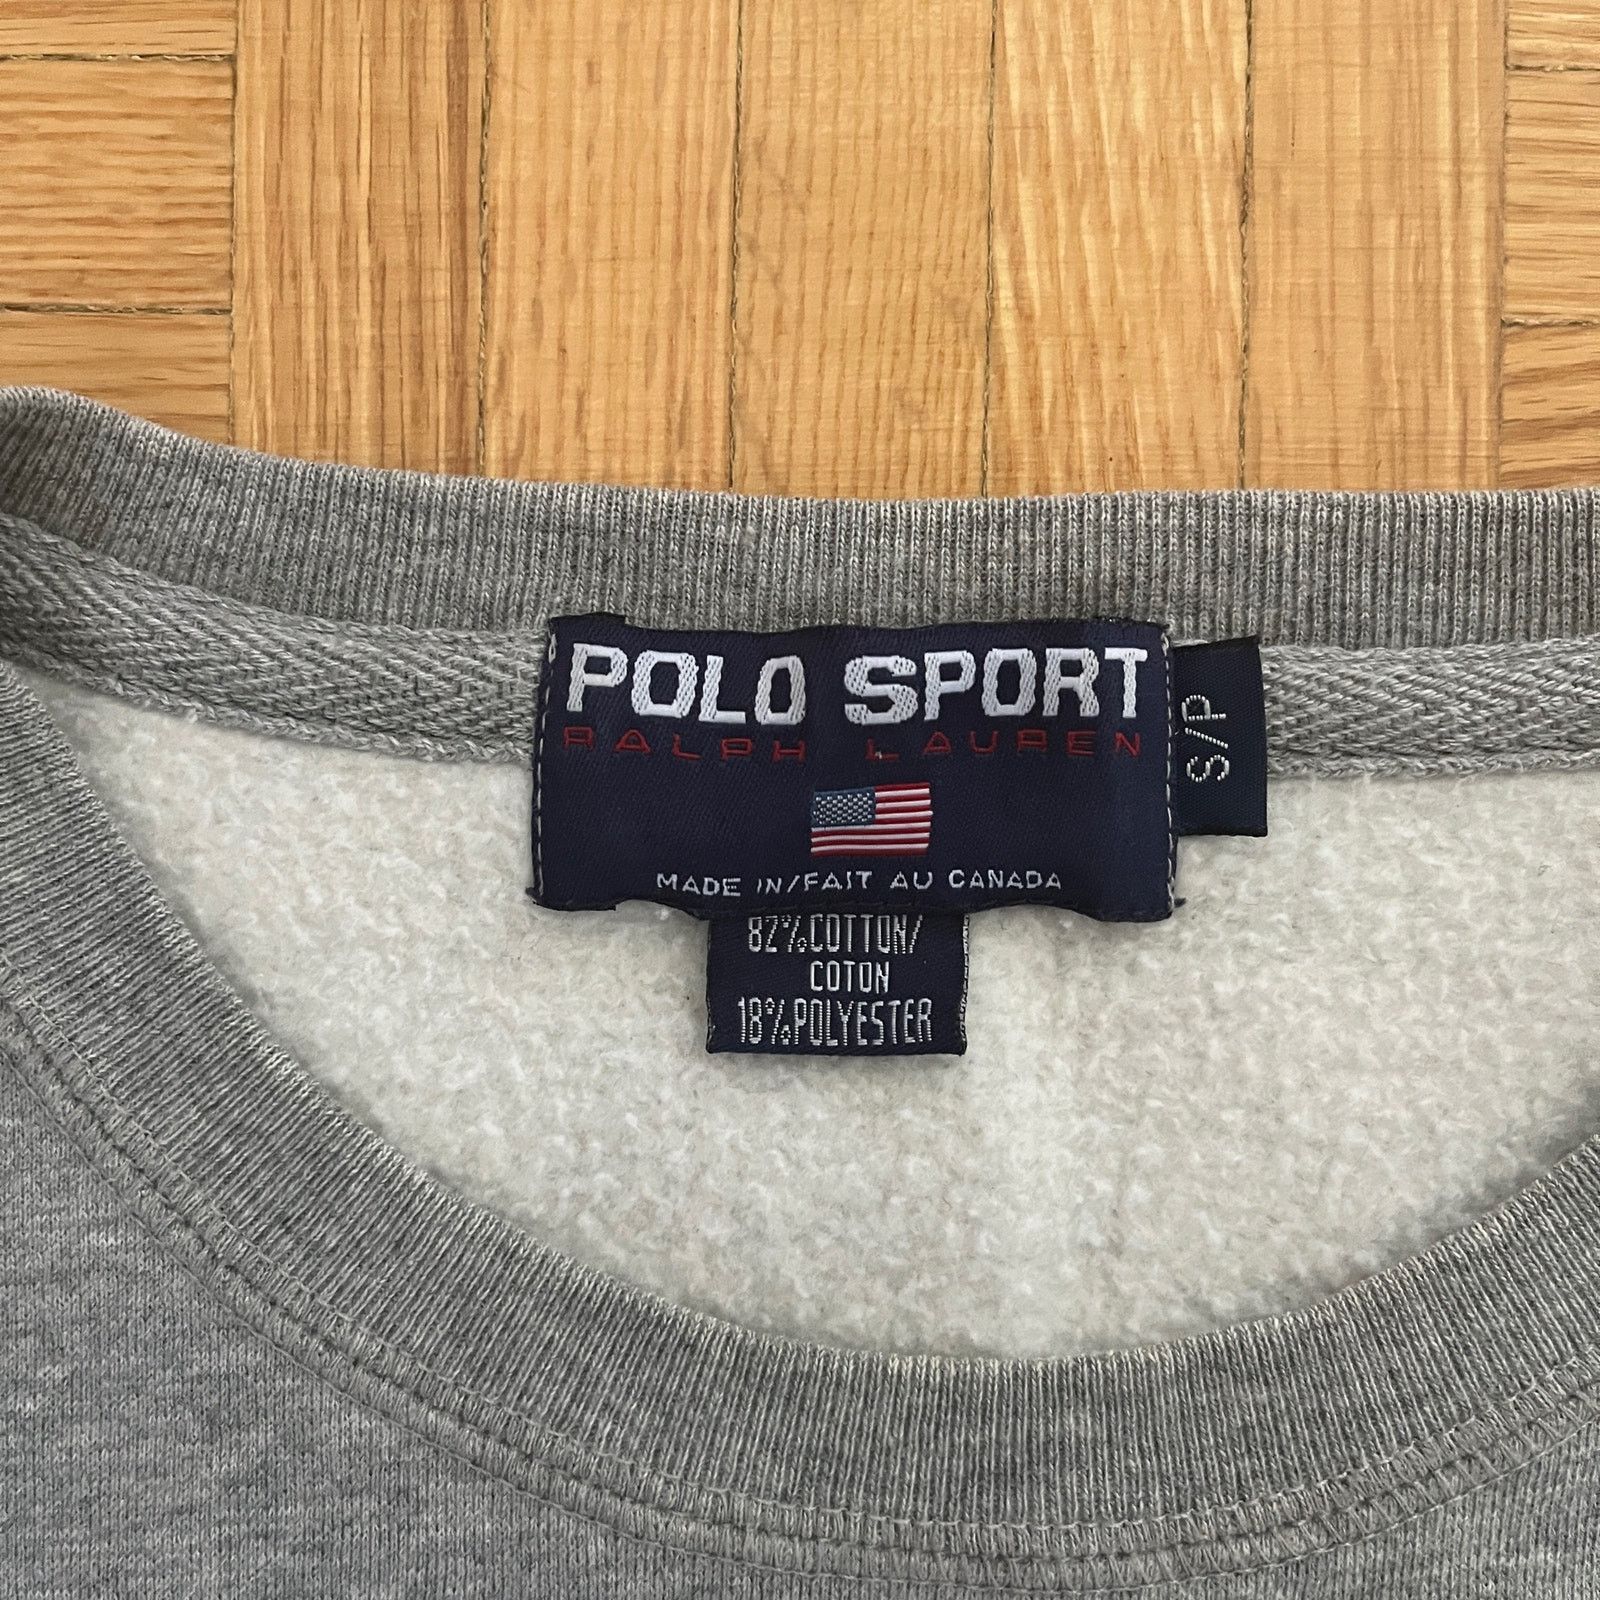 POLO SPORT
RALPH LAUREN
S/P
MADE IN/FAIT AU CANADA
82%COTTON/
COTON
18%POLYESTER